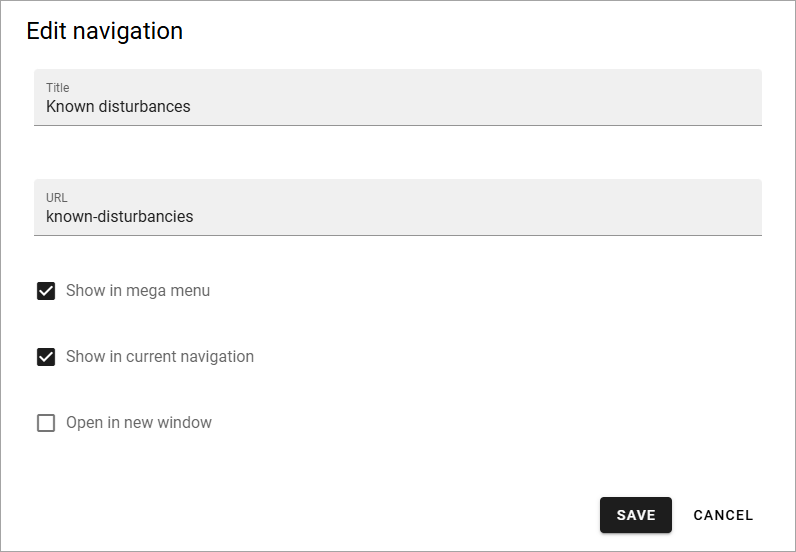 Edit navigation
Title
Known disturbances
URL
known-disturbancies
Show in mega menu
Show in current navigation
Open in new window
SAVE CANCEL